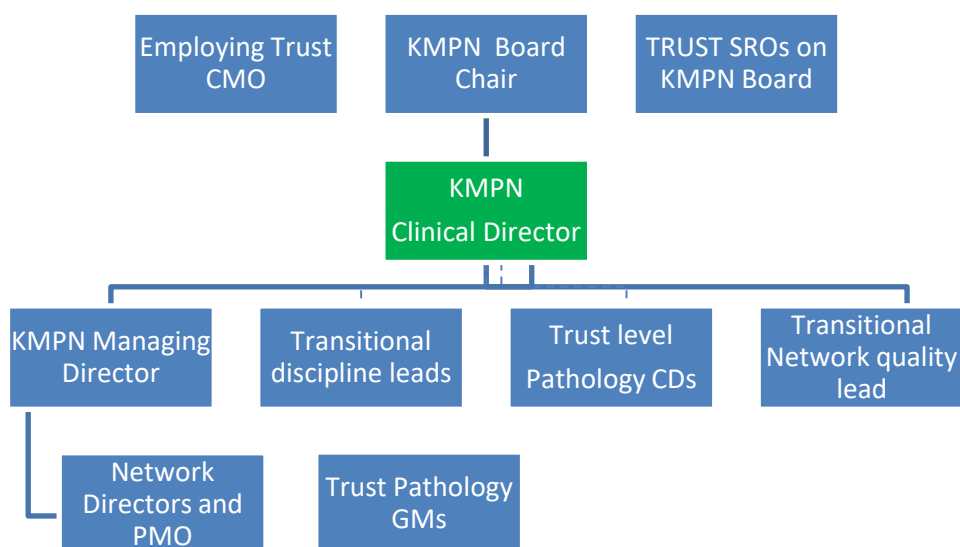 Employing Trust
CMO
KMPN Board
Chair
TRUST SROs on
KMPN Board
KMPN
Clinical Director
KMPN Managing
Director
Transitional
discipline leads
Trust level
Pathology CDs
Transitional
Network quality
lead
Network
Directors and
PMO
Trust Pathology
GMs